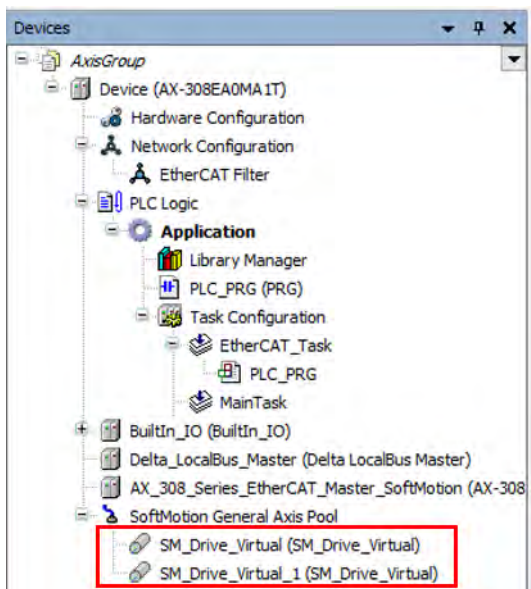 Devices
AxisGroup
Device (AX-308EA0MA1T)
Hardware Configuration
Network Configuration
EtherCAT Filter
PLC Logic
Application
Library Manager
PLC_PRG (PRG)
Task Configuration
EtherCAT_Task
PLC_PRG
MainTask
BuiltIn_IO (BuiltIn_IO)
Delta_LocalBus_Master (Delta LocalBus Master)
AX_308_Series_EtherCAT_Master_SoftMotion (AX-308
SoftMotion General Axis Pool
SM_Drive_Virtual (SM_Drive_Virtual)
SM_Drive_Virtual_1 (SM_Drive_Virtual)